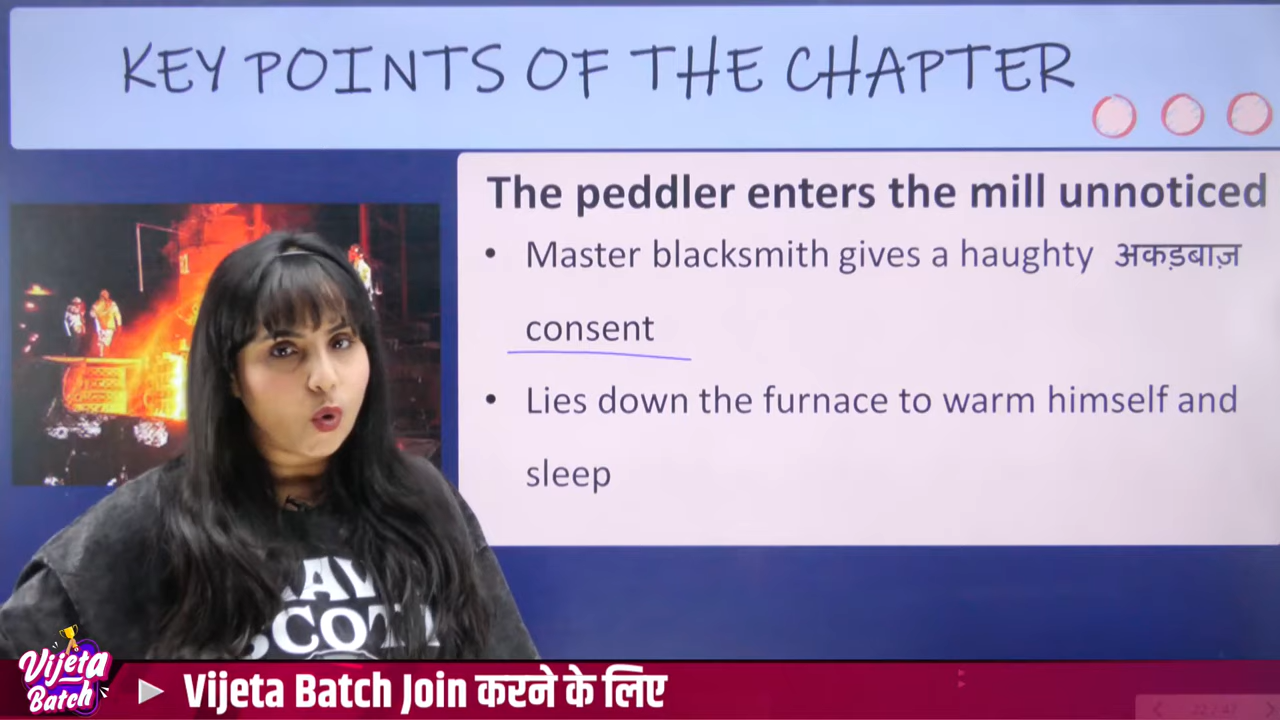 KEY POINTS OF THE CHAPTER
The peddler enters the mill unnoticed
• Master blacksmith gives a haughty अकड़बाज़
consent
• Lies down the furnace to warm himself and
sleep
Vijeta
Batch
Vijeta Batch Join करने के लिए